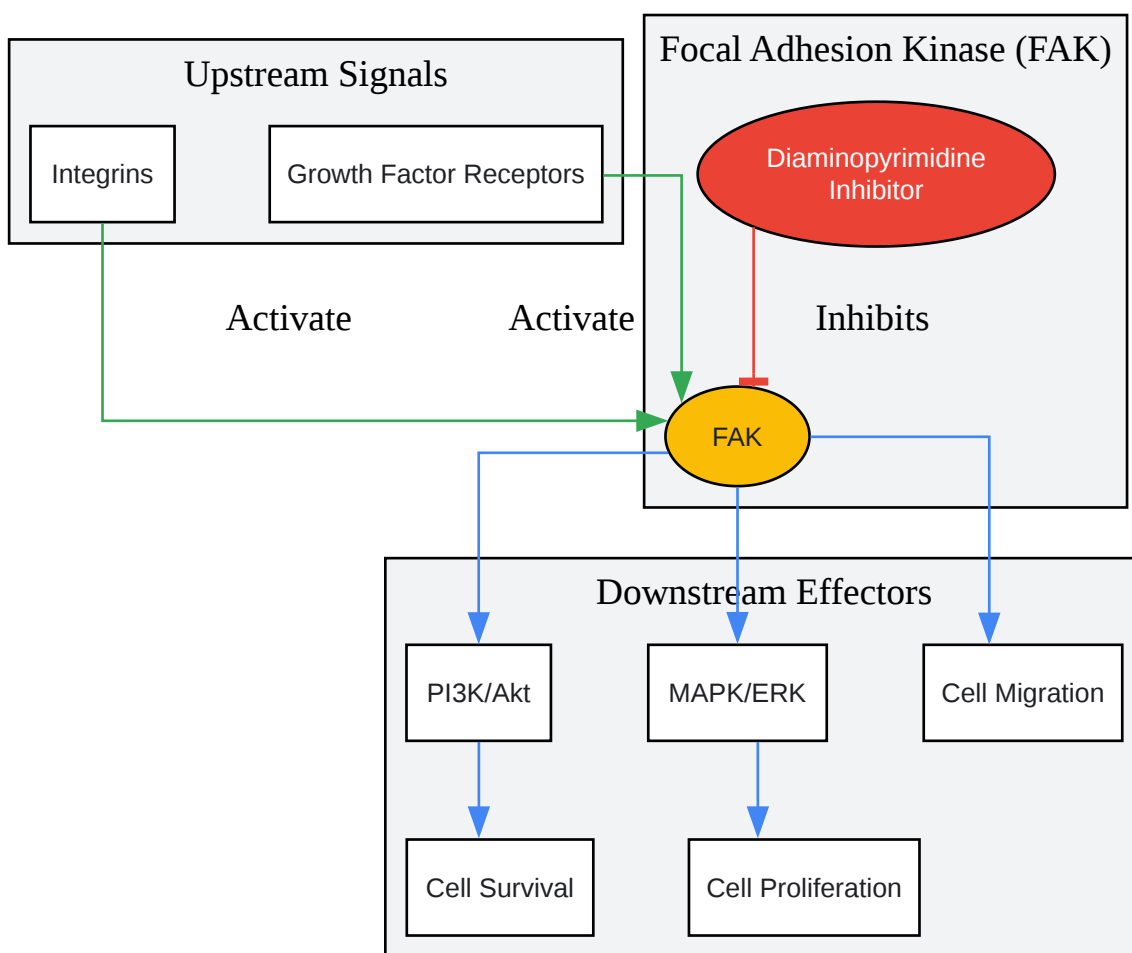 Upstream Signals
Integrins
Growth Factor Receptors
Focal Adhesion Kinase (FAK)
Diaminopyrimidine
Inhibitor
Activate
Activate
Inhibits
FAK
Downstream Effectors
PI3K/Akt
MAPK/ERK
Cell Migration
Cell Survival
Cell Proliferation